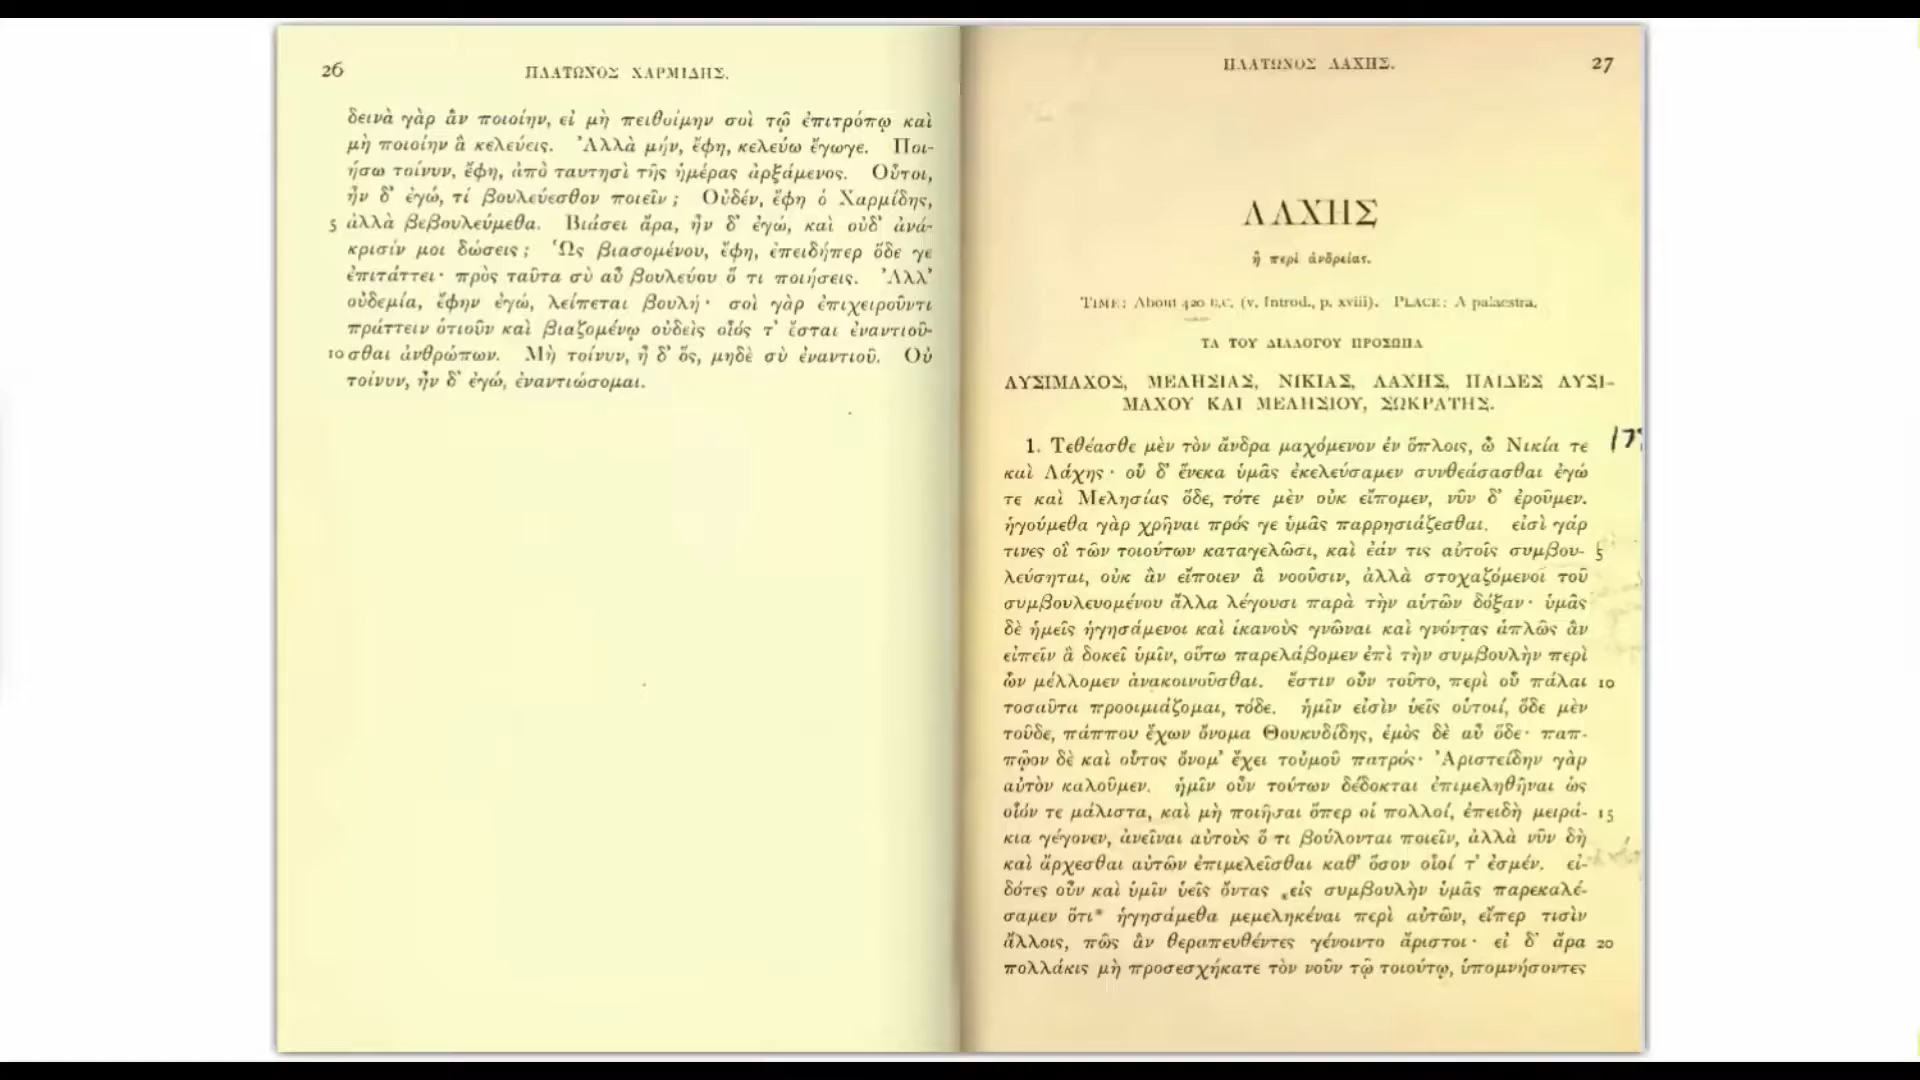 26
ΠΛΑΤΩΝΟΣ ΧΑΡΜΙΔΗΣ.
δεινὰ γὰρ ἂν ποιοίην, εἰ μὴ πειθοίμην σοὶ τῷ ἐπιτρόπῳ καὶ
μὴ ποιοίην ἃ κελεύεις. Ἀλλὰ μήν, ἔφη, κελεύω ἔγωγε. Ποι-
ήσω τοίνυν, ἔφη, ἀπὸ ταυτησὶ τῆς ἡμέρας ἀρξάμενος. Οὗτοι,
ἦν δ' ἐγώ, τί βουλεύεσθον ποιεῖν; Οὐδέν, ἔφη ὁ Χαρμίδης,
5 ἀλλὰ βεβουλεύμεθα. Βιάσει ἄρα, ἦν δ' ἐγώ, καὶ οὐδ' ἀνά-
κρισίν μοι δώσεις; Ὡς βιασομένου, ἔφη, ἐπειδήπερ ὅδε γε
ἐπιτάττει· πρὸς ταῦτα σὺ αὖ βουλεύου ὅ τι ποιήσεις. Ἀλλ'
οὐδεμία, ἔφην ἐγώ, λείπεται βουλή· σοὶ γὰρ ἐπιχειροῦντι
πράττειν ὁτιοῦν καὶ βιαζομένῳ οὐδεὶς οἷός τ' ἔσται ἐναντιοῦ-
10 σθαι ἀνθρώπων. Μὴ τοίνυν, ἦ δ' ὅς, μηδὲ σὺ ἐναντιοῦ. Οὐ
τοίνυν, ἦν δ' ἐγώ, ἐναντιώσομαι.
ΠΛΑΤΩΝΟΣ ΛΑΧΗΣ.
27
ΛΑΧΗΣ
ἢ περὶ ἀνδρείας.
TIME: About 420 B.C. (v. Introd., p. xviii). PLACE: A palaestra.
ΤΑ ΤΟΥ ΔΙΑΛΟΓΟΥ ΠΡΟΣΩΠΑ
ΛΥΣΙΜΑΧΟΣ, ΜΕΛΗΣΙΑΣ, ΝΙΚΙΑΣ, ΛΑΧΗΣ, ΠΑΙΔΕΣ ΛΥΣΙ-
ΜΑΧΟΥ ΚΑΙ ΜΕΛΗΣΙΟΥ, ΣΩΚΡΑΤΗΣ.
1. Τεθέασθε μὲν τὸν ἄνδρα μαχόμενον ἐν ὅπλοις, ὦ Νικία τε
καὶ Λάχης· οὗ δ' ἕνεκα ὑμᾶς ἐκελεύσαμεν συνθεάσασθαι ἐγώ
τε καὶ Μελησίας ὅδε, τότε μὲν οὐκ εἴπομεν, νῦν δ' ἐροῦμεν.
ἡγούμεθα γὰρ χρῆναι πρός γε ὑμᾶς παρρησιάζεσθαι. εἰσὶ γάρ
τινες οἳ τῶν τοιούτων καταγελῶσι, καὶ ἐάν τις αὐτοῖς συμβου- 5
λεύσηται, οὐκ ἂν εἴποιεν ἃ νοοῦσιν, ἀλλὰ στοχαζόμενοι τοῦ
συμβουλευομένου ἄλλα λέγουσι παρὰ τὴν αὑτῶν δόξαν· ὑμᾶς
δὲ ἡμεῖς ἡγησάμενοι καὶ ἱκανοὺς γνῶναι καὶ γνόντας ἁπλῶς ἂν
εἰπεῖν ἃ δοκεῖ ὑμῖν, οὕτω παρελάβομεν ἐπὶ τὴν συμβουλὴν περὶ
ὧν μέλλομεν ἀνακοινοῦσθαι. ἔστιν οὖν τοῦτο, περὶ οὗ πάλαι 10
τοσαῦτα προοιμιάζομαι, τόδε. ἡμῖν εἰσὶν ὑεῖς οὑτοιί, ὅδε μὲν
τοῦδε, πάππου ἔχων ὄνομα Θουκυδίδης, ἐμὸς δὲ αὖ ὅδε· παπ-
πῷον δὲ καὶ οὗτος ὄνομ' ἔχει τοὐμοῦ πατρός· Ἀριστείδην γὰρ
αὐτὸν καλοῦμεν. ἡμῖν οὖν τούτων δέδοκται ἐπιμεληθῆναι ὡς
οἷόν τε μάλιστα, καὶ μὴ ποιῆσαι ὅπερ οἱ πολλοί, ἐπειδὴ μειρά- 15
κια γέγονεν, ἀνεῖναι αὐτοὺς ὅ τι βούλονται ποιεῖν, ἀλλὰ νῦν δὴ
καὶ ἄρχεσθαι αὐτῶν ἐπιμελεῖσθαι καθ' ὅσον οἷοί τ' ἐσμέν. εἰ-
δότες οὖν καὶ ὑμῖν ὑεῖς ὄντας εἰς συμβουλὴν ὑμᾶς παρεκαλέ-
σαμεν ὅτι* ἡγησάμεθα μεμεληκέναι περὶ αὐτῶν, εἴπερ τισὶν
ἄλλοις, πῶς ἂν θεραπευθέντες γένοιντο ἄριστοι· εἰ δ' ἄρα 20
πολλάκις μὴ προσεσχήκατε τὸν νοῦν τῷ τοιούτῳ, ὑπομνήσοντες